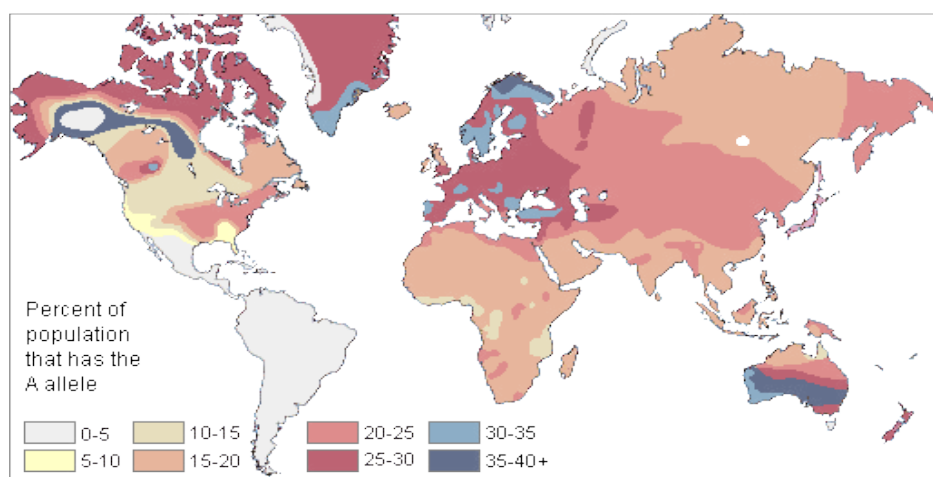 Percent of
population
that has the
A allele
0-5
10-15
20-25
30-35
5-10
15-20
25-30
35-40+